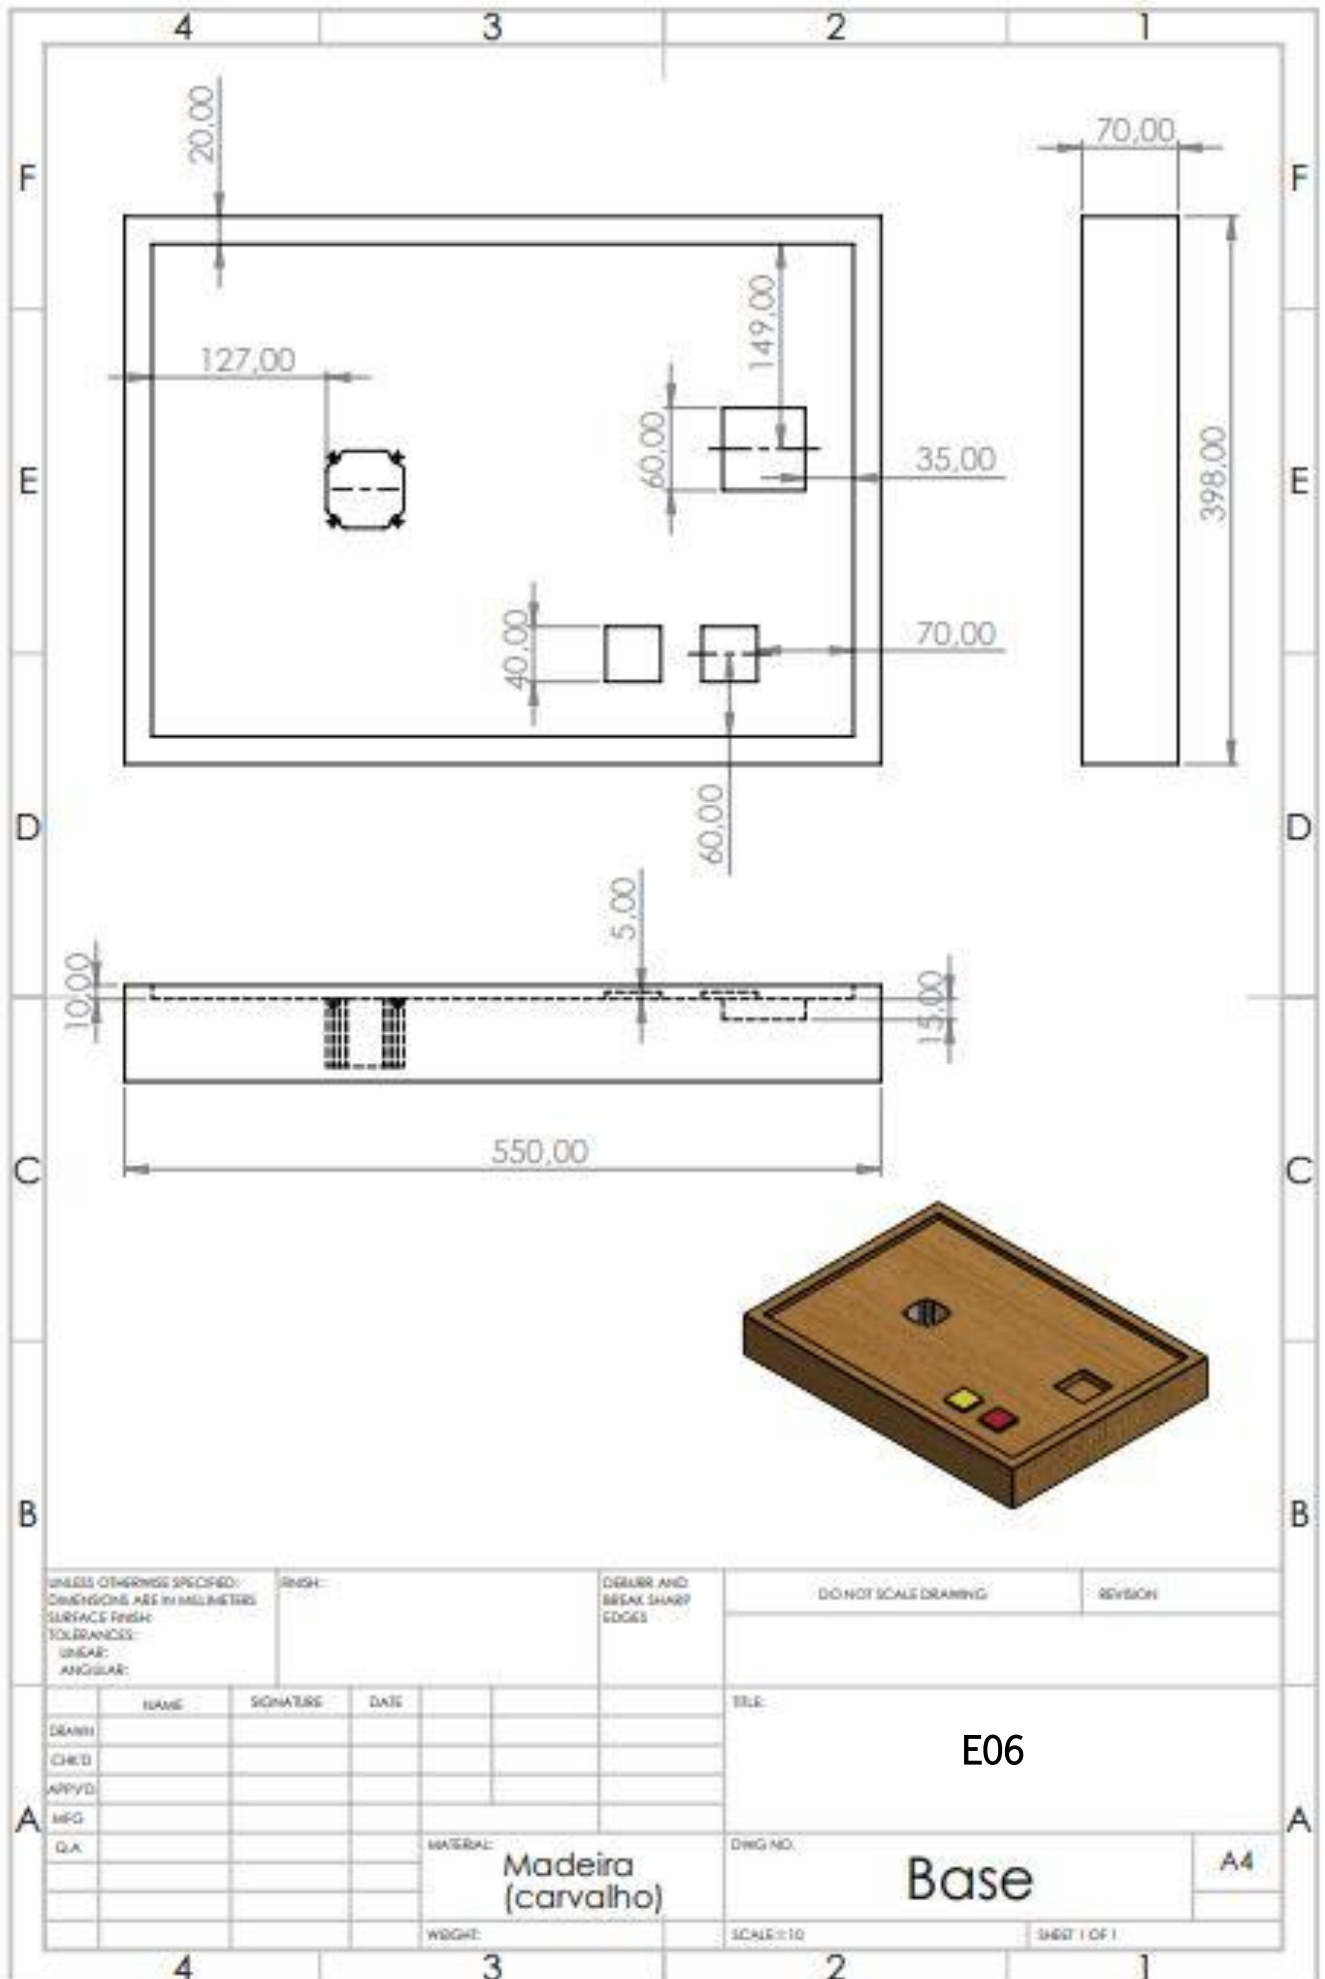 4 3 2 1
20,00
70,00
F F
149,00
127,00
60,00
35,00
E E
398,00
40,00
70,00
60,00
D D
5,00
10,00
15,00
550,00
C C
B B
UNLESS OTHERWISE SPECIFIED:
DIMENSIONS ARE IN MILLIMETERS
SURFACE FINISH:
TOLERANCES:
LINEAR:
ANGULAR:
FINISH:
DEBURR AND
BREAK SHARP
EDGES
DO NOT SCALE DRAWING
REVISION
NAME SIGNATURE DATE
TITLE:
DRAWN
CHK'D
APPV'D
MFG
Q.A
E06
A A
MATERIAL:
Madeira
(carvalho)
DWG NO.
Base
A4
WEIGHT:
SCALE:1:10
SHEET 1 OF 1
4 3 2 1